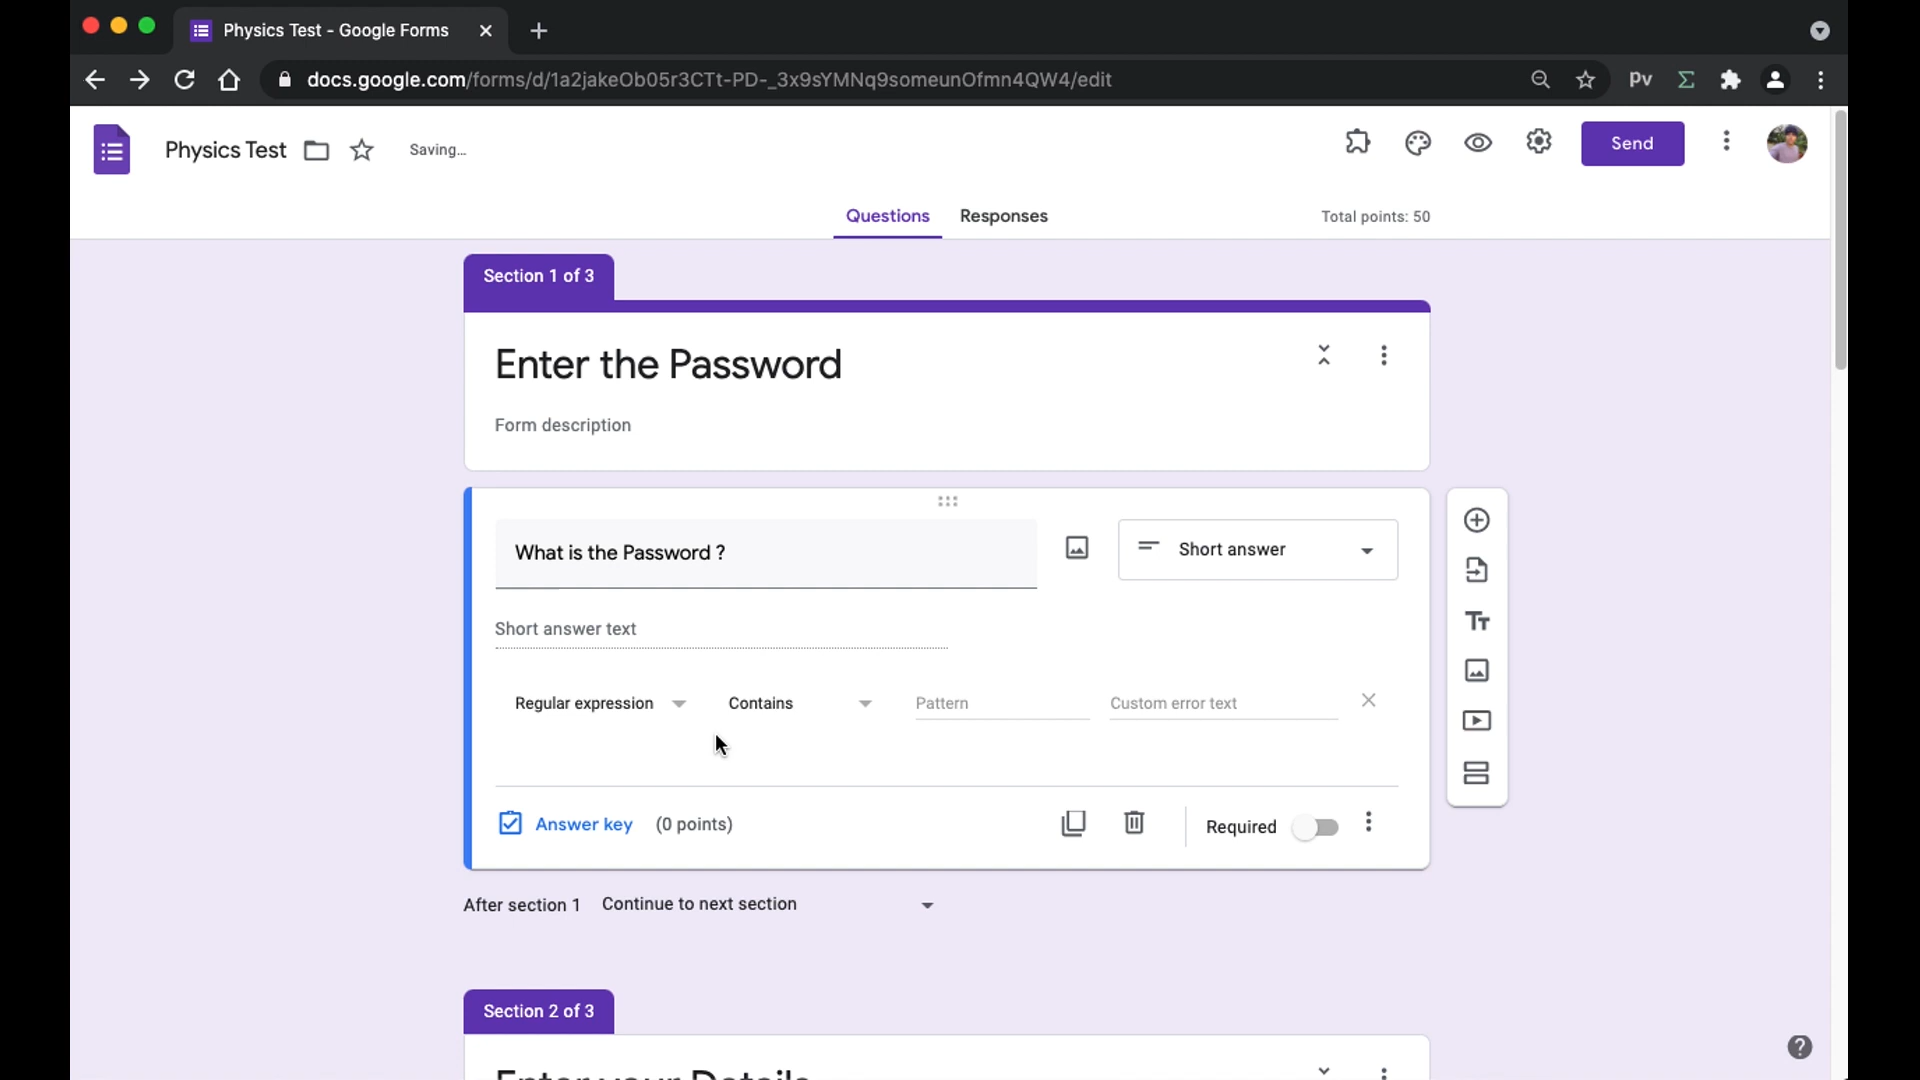 Physics Test - Google Forms
docs.google.com/forms/d/1a2jakeOb05r3CTt-PD-_3x9sYMNq9someunOfmn4QW4/edit
PV Σ
Physics Test Saving... Send
Questions Responses Total points: 50
Section 1 of 3
Enter the Password
Form description
What is the Password ? Short answer
Short answer text
Regular expression Contains Pattern Custom error text
Answer key (0 points) Required
After section 1 Continue to next section
Section 2 of 3
Enter your Details